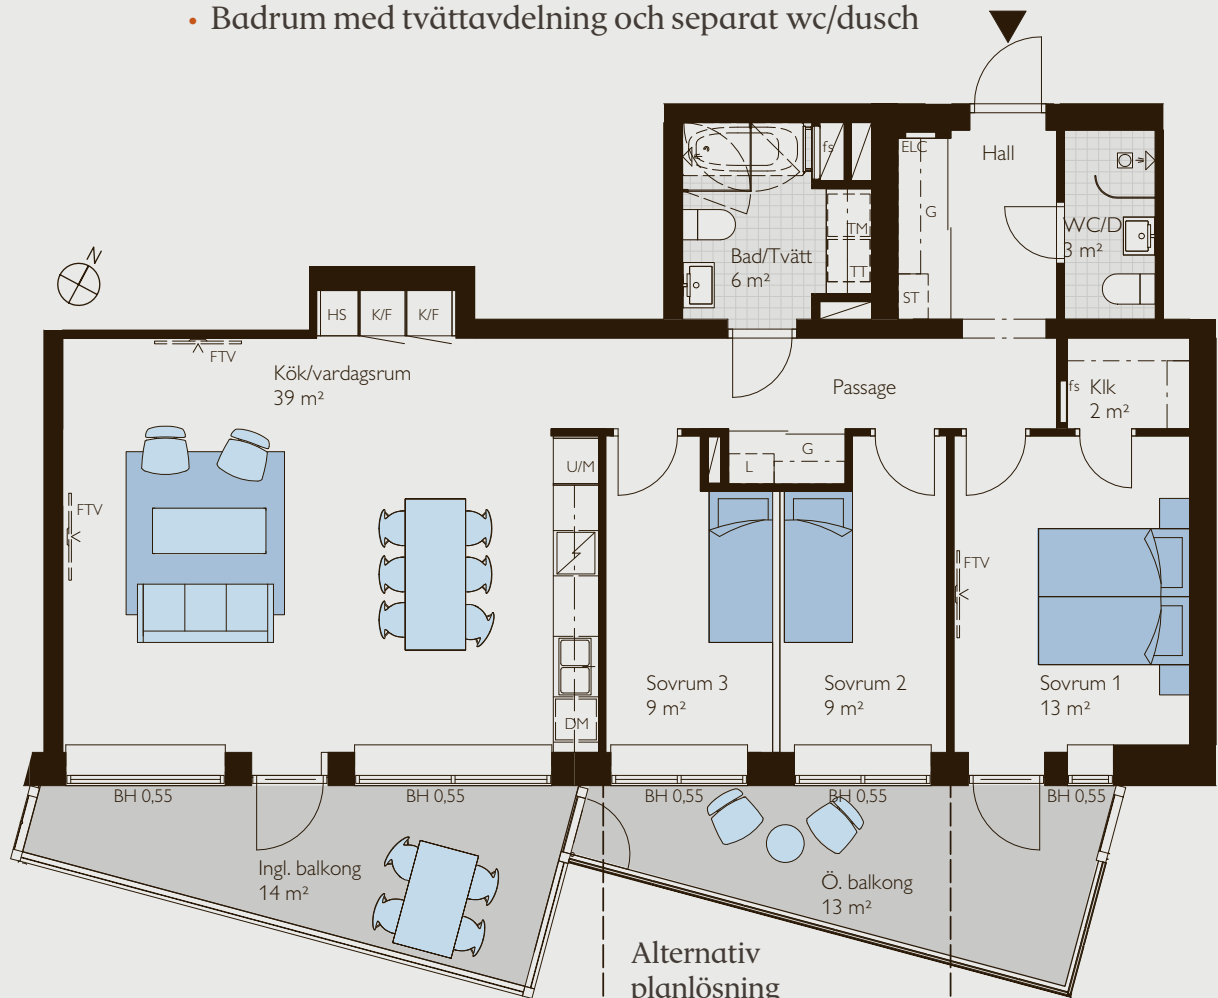 • Badrum med tvättavdelning och separat wc/dusch
fs
ELC
Hall
G
WC/D
3 m²
TM
Bad/Tvätt
6 m²
TT
ST
N
HS
K/F
K/F
FTV
Kök/vardagsrum
39 m²
Passage
fs
Klk
2 m²
U/M
L
G
FTV
FTV
Sovrum 3
9 m²
Sovrum 2
9 m²
Sovrum 1
13 m²
DM
BH 0,55
BH 0,55
BH 0,55
BH 0,55
BH 0,55
Ingl. balkong
14 m²
Ö. balkong
13 m²
Alternativ
planlösning